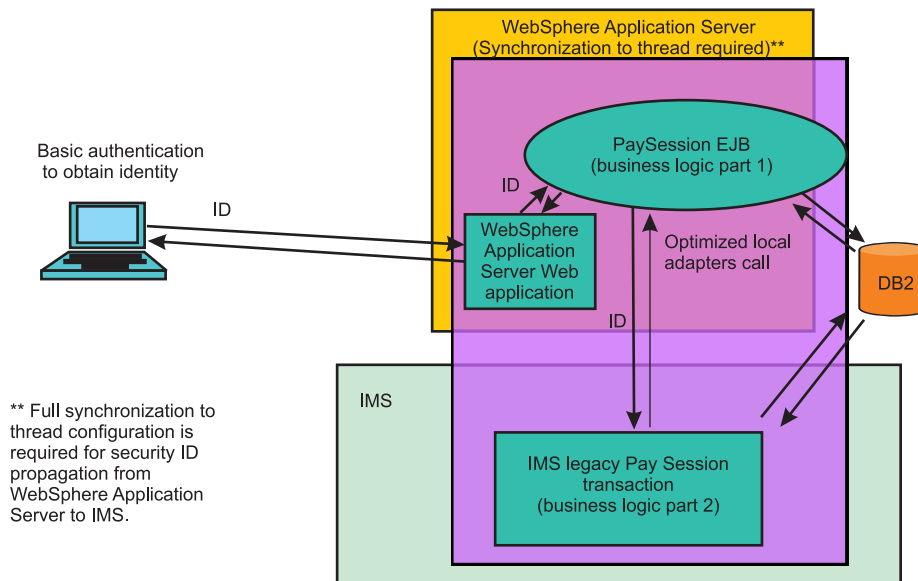 WebSphere Application Server
(Synchronization to thread required)**
PaySession EJB
(business logic part 1)
Basic authentication
to obtain identity
ID
ID
WebSphere
Application
Server Web
application
Optimized local
adapters call
DB2
ID
IMS
** Full synchronization to
thread configuration is
required for security ID
propagation from
WebSphere Application
Server to IMS.
IMS legacy Pay Session
transaction
(business logic part 2)